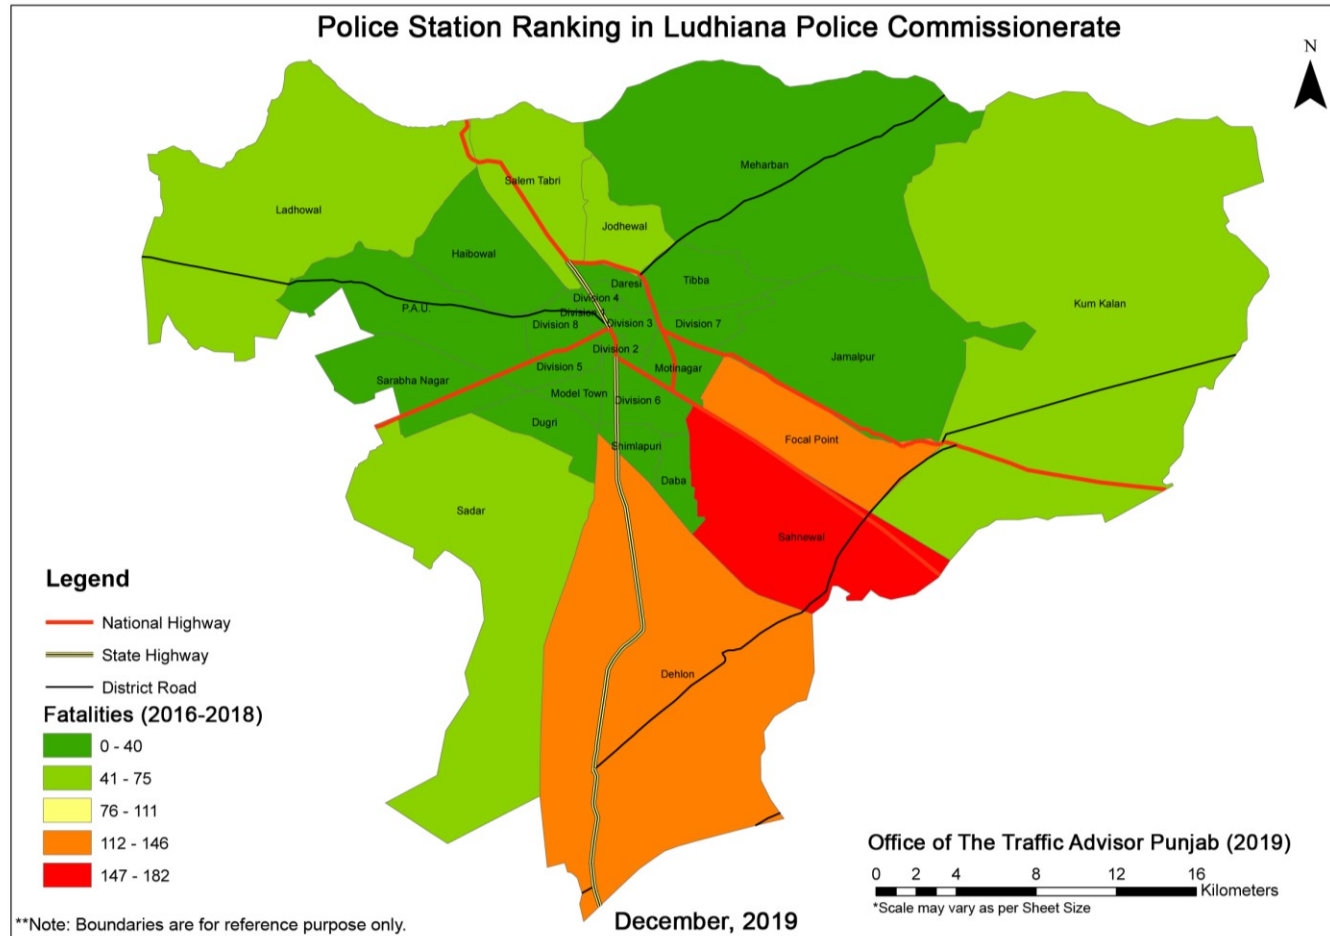 Police Station Ranking in Ludhiana Police Commissionerate
N
Meharban
Salem Tabri
Ladhowal
Jodhewal
Haibowal
Tibba
Daresi
Kum Kalan
Division 4
P.A.U.
Division 8
Division 3
Division 7
Division 2
Jamalpur
Division 5
Motinagar
Sarabha Nagar
Model Town
Division 6
Dugri
Focal Point
Shimlapuri
Daba
Sadar
Sahnewal
Dehlon
Legend
National Highway
State Highway
District Road
Fatalities (2016-2018)
0 - 40
41 - 75
76 - 111
112 - 146
147 - 182
Office of The Traffic Advisor Punjab (2019)
0 2 4 8 12 16
Kilometers
*Scale may vary as per Sheet Size
**Note: Boundaries are for reference purpose only.
December, 2019